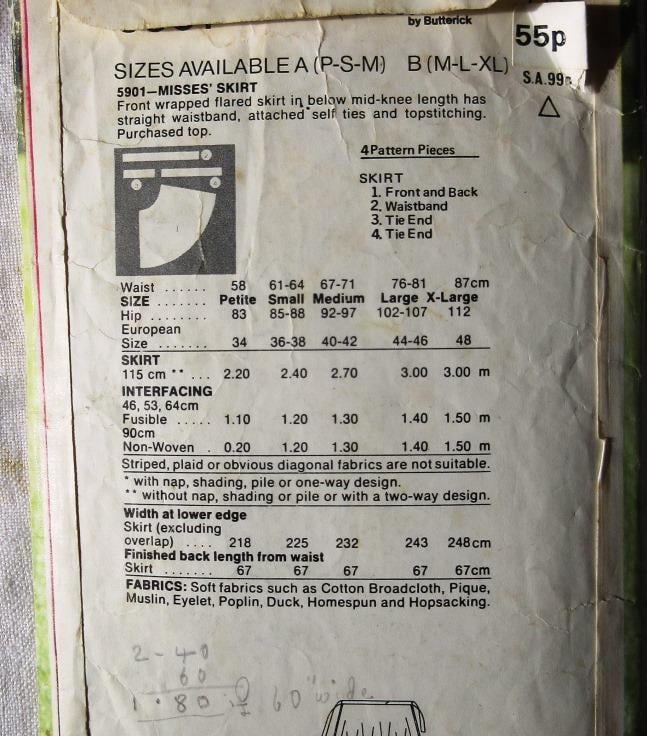 by Butterick
55p
SIZES AVAILABLE A (P-S-M) B (M-L-XL)
S.A.99c
5901—MISSES' SKIRT
Front wrapped flared skirt in below mid-knee length has
straight waistband, attached self ties and topstitching.
Purchased top.
4 Pattern Pieces
SKIRT
1. Front and Back
2. Waistband
3. Tie End
4. Tie End
Waist ...... 58 61-64 67-71 76-81 87cm
SIZE ....... Petite Small Medium Large X-Large
Hip ........ 83 85-88 92-97 102-107 112
European
Size ....... 34 36-38 40-42 44-46 48
SKIRT
115 cm ** ... 2.20 2.40 2.70 3.00 3.00 m
INTERFACING
46, 53, 64cm
Fusible ..... 1.10 1.20 1.30 1.40 1.50 m
90cm
Non-Woven . 0.20 1.20 1.30 1.40 1.50 m
Striped, plaid or obvious diagonal fabrics are not suitable.
* with nap, shading, pile or one-way design.
** without nap, shading or pile or with a two-way design.
Width at lower edge
Skirt (excluding
overlap) .... 218 225 232 243 248cm
Finished back length from waist
Skirt ....... 67 67 67 67 67cm
FABRICS: Soft fabrics such as Cotton Broadcloth, Pique,
Muslin, Eyelet, Poplin, Duck, Homespun and Hopsacking.
2-40
60
1.80 60" wide